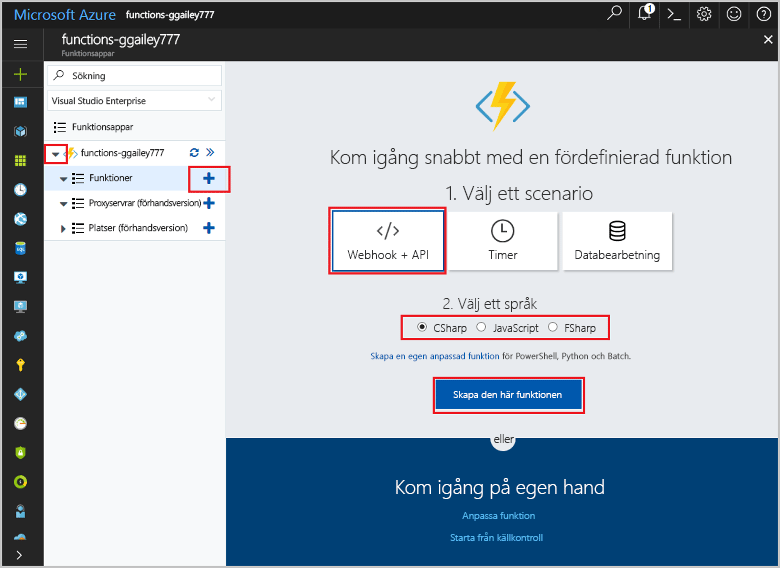 Microsoft Azure functions-ggailey777
1
functions-ggailey777
Funktionsappar
Sökning
Visual Studio Enterprise
Funktionsappar
functions-ggailey777
Funktioner
Proxyservrar (förhandsversion)
Platser (förhandsversion)
Kom igång snabbt med en fördefinierad funktion
1. Välj ett scenario
Webhook + API
Timer
Databearbetning
2. Välj ett språk
CSharp JavaScript FSharp
Skapa en egen anpassad funktion för PowerShell, Python och Batch.
Skapa den här funktionen
eller
Kom igång på egen hand
Anpassa funktion
Starta från källkontroll